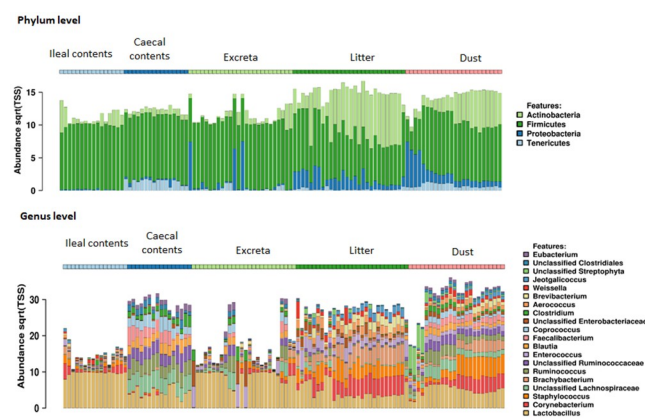 Phylum level
Ileal contents
Caecal
contents
Excreta
Litter
Dust
Abundance sqrt(TSS)
15
10
5
0
Features:
Actinobacteria
Firmicutes
Proteobacteria
Tenericutes
Genus level
Ileal contents
Caecal
contents
Excreta
Litter
Dust
Abundance sqrt(TSS)
30
20
10
0
Features:
Eubacterium
Unclassified Clostridiales
Unclassified Streptophyta
Jeotgalicoccus
Weissella
Brevibacterium
Aerococcus
Clostridium
Unclassified Enterobacteriaceae
Coprococcus
Faecalibacterium
Blautia
Enterococcus
Unclassified Ruminococcaceae
Ruminococcus
Brachybacterium
Unclassified Lachnospiraceae
Staphylococcus
Corynebacterium
Lactobacillus